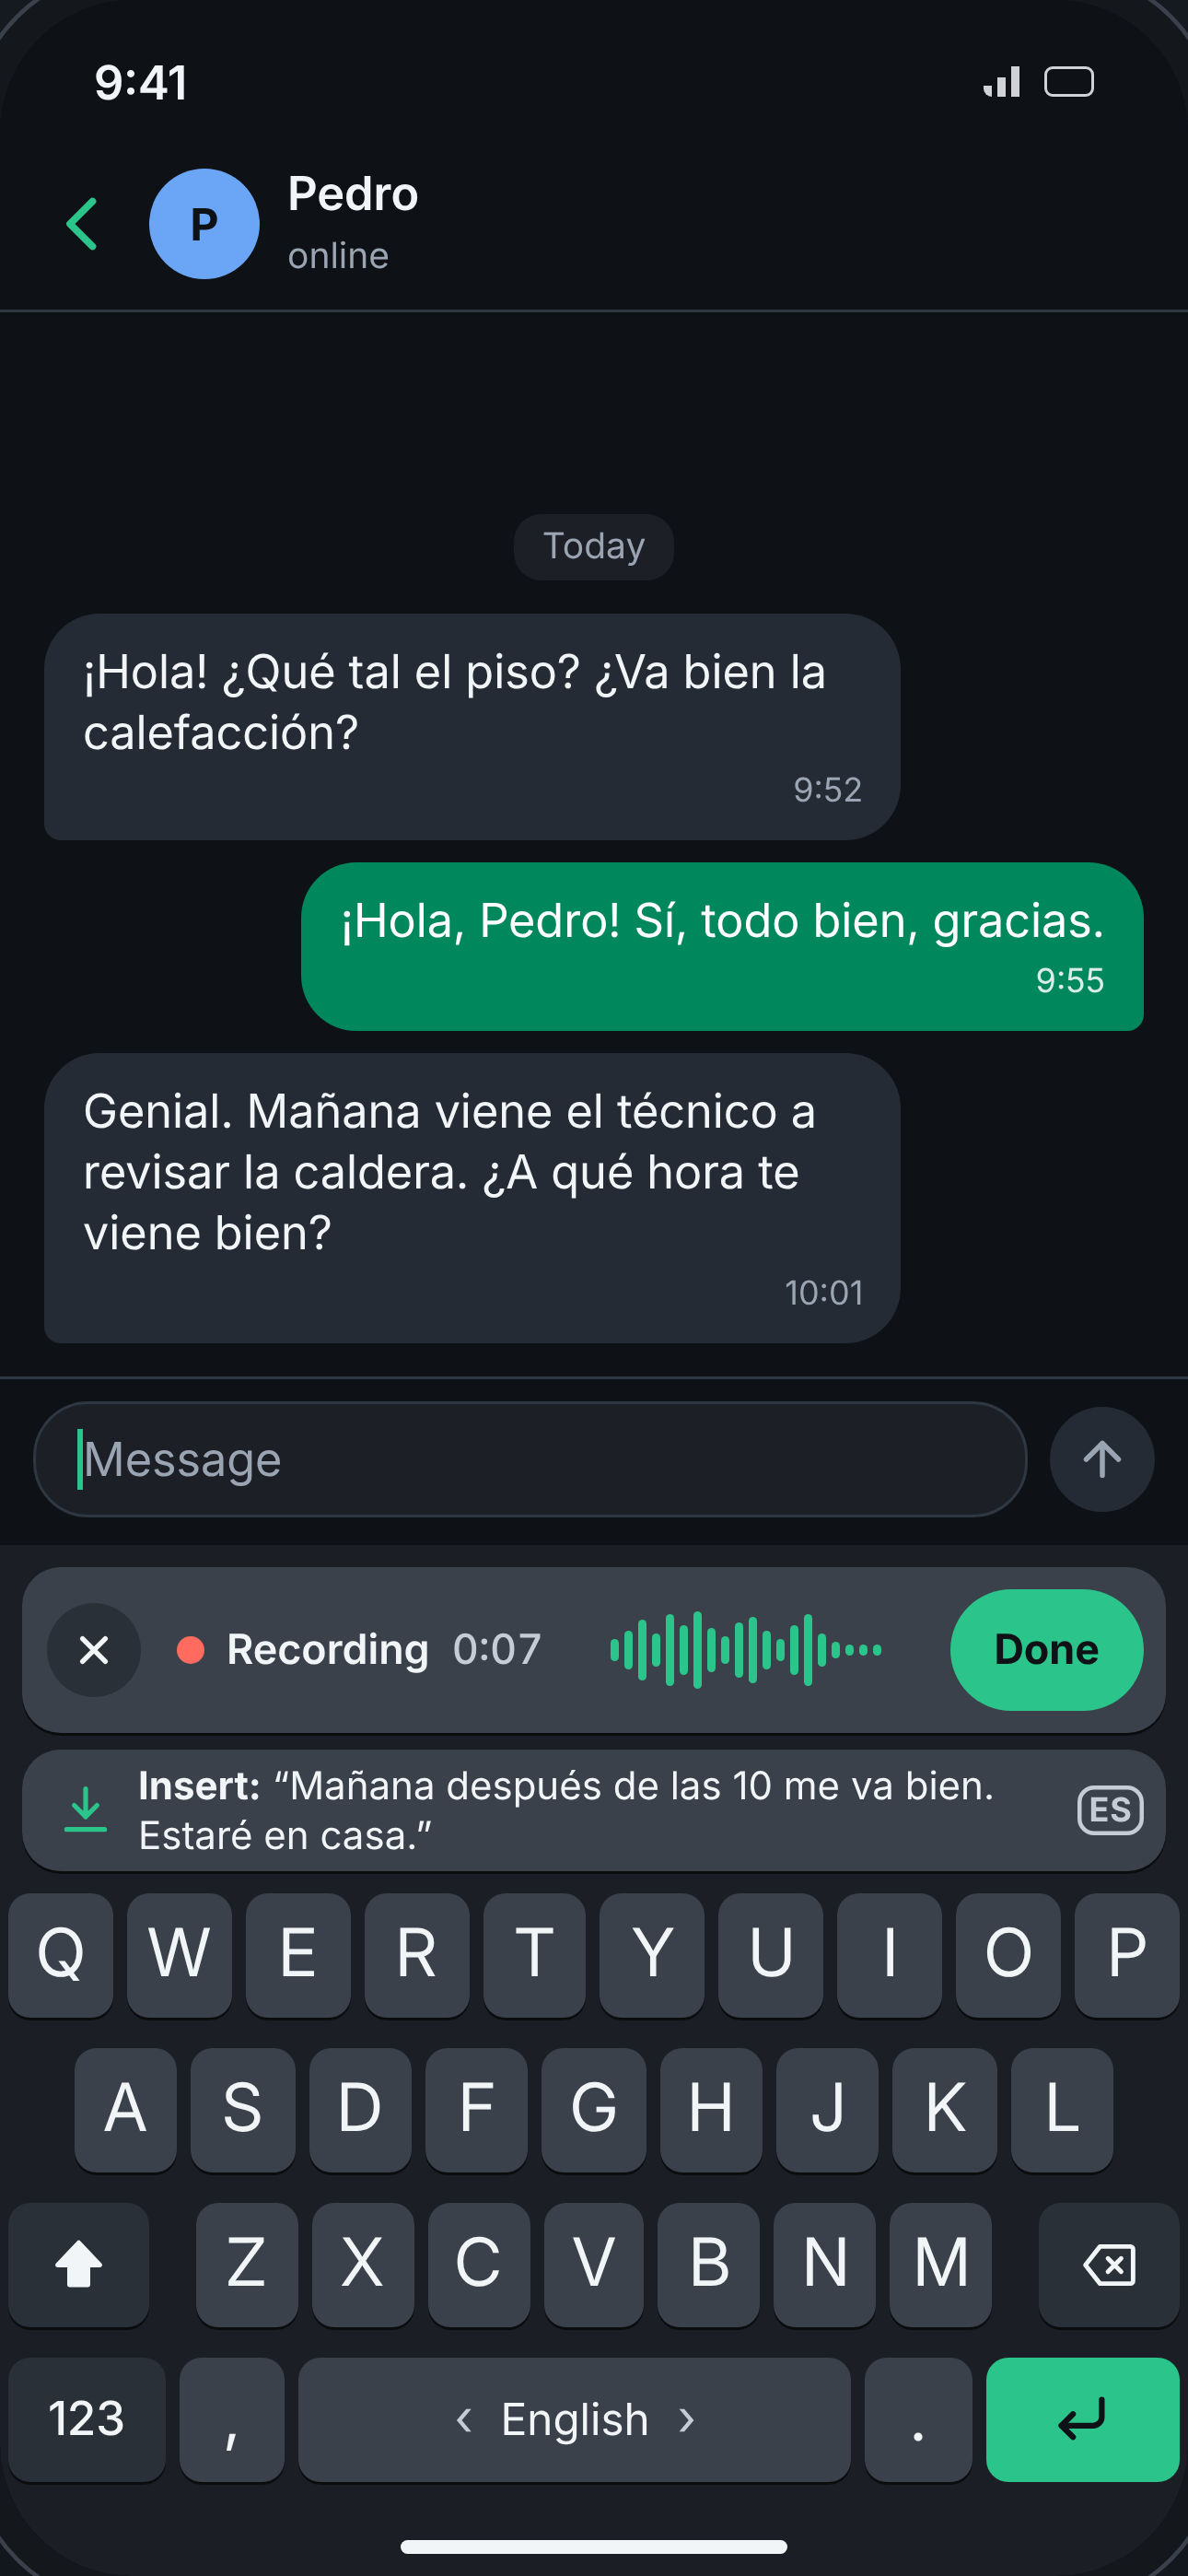 9:41
P
Pedro
online
Today
¡Hola! ¿Qué tal el piso? ¿Va bien la
calefacción?
9:52
¡Hola, Pedro! Sí, todo bien, gracias.
9:55
Genial. Mañana viene el técnico a
revisar la caldera. ¿A qué hora te
viene bien?
10:01
Message
Recording 0:07
Done
Insert: “Mañana después de las 10 me va bien.
Estaré en casa.”
ES
Q W E R T Y U I O P
A S D F G H J K L
Z X C V B N M
123 , ‹ English › .